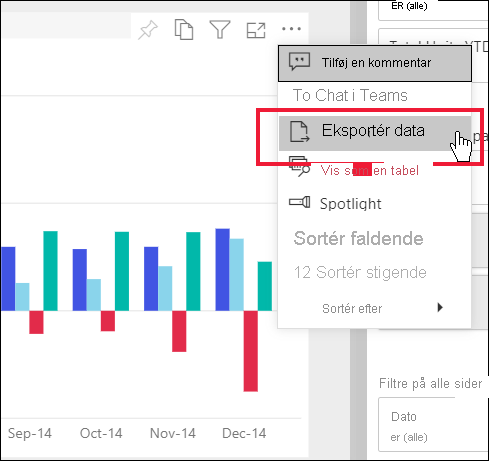 ER (alle)
Tilføj en kommentar
To Chat i Teams
Eksportér data
Vis som en tabel
Spotlight
Sortér faldende
12 Sortér stigende
Sortér efter
Filtre på alle sider
Dato
er (alle)
Sep-14
Oct-14
Nov-14
Dec-14